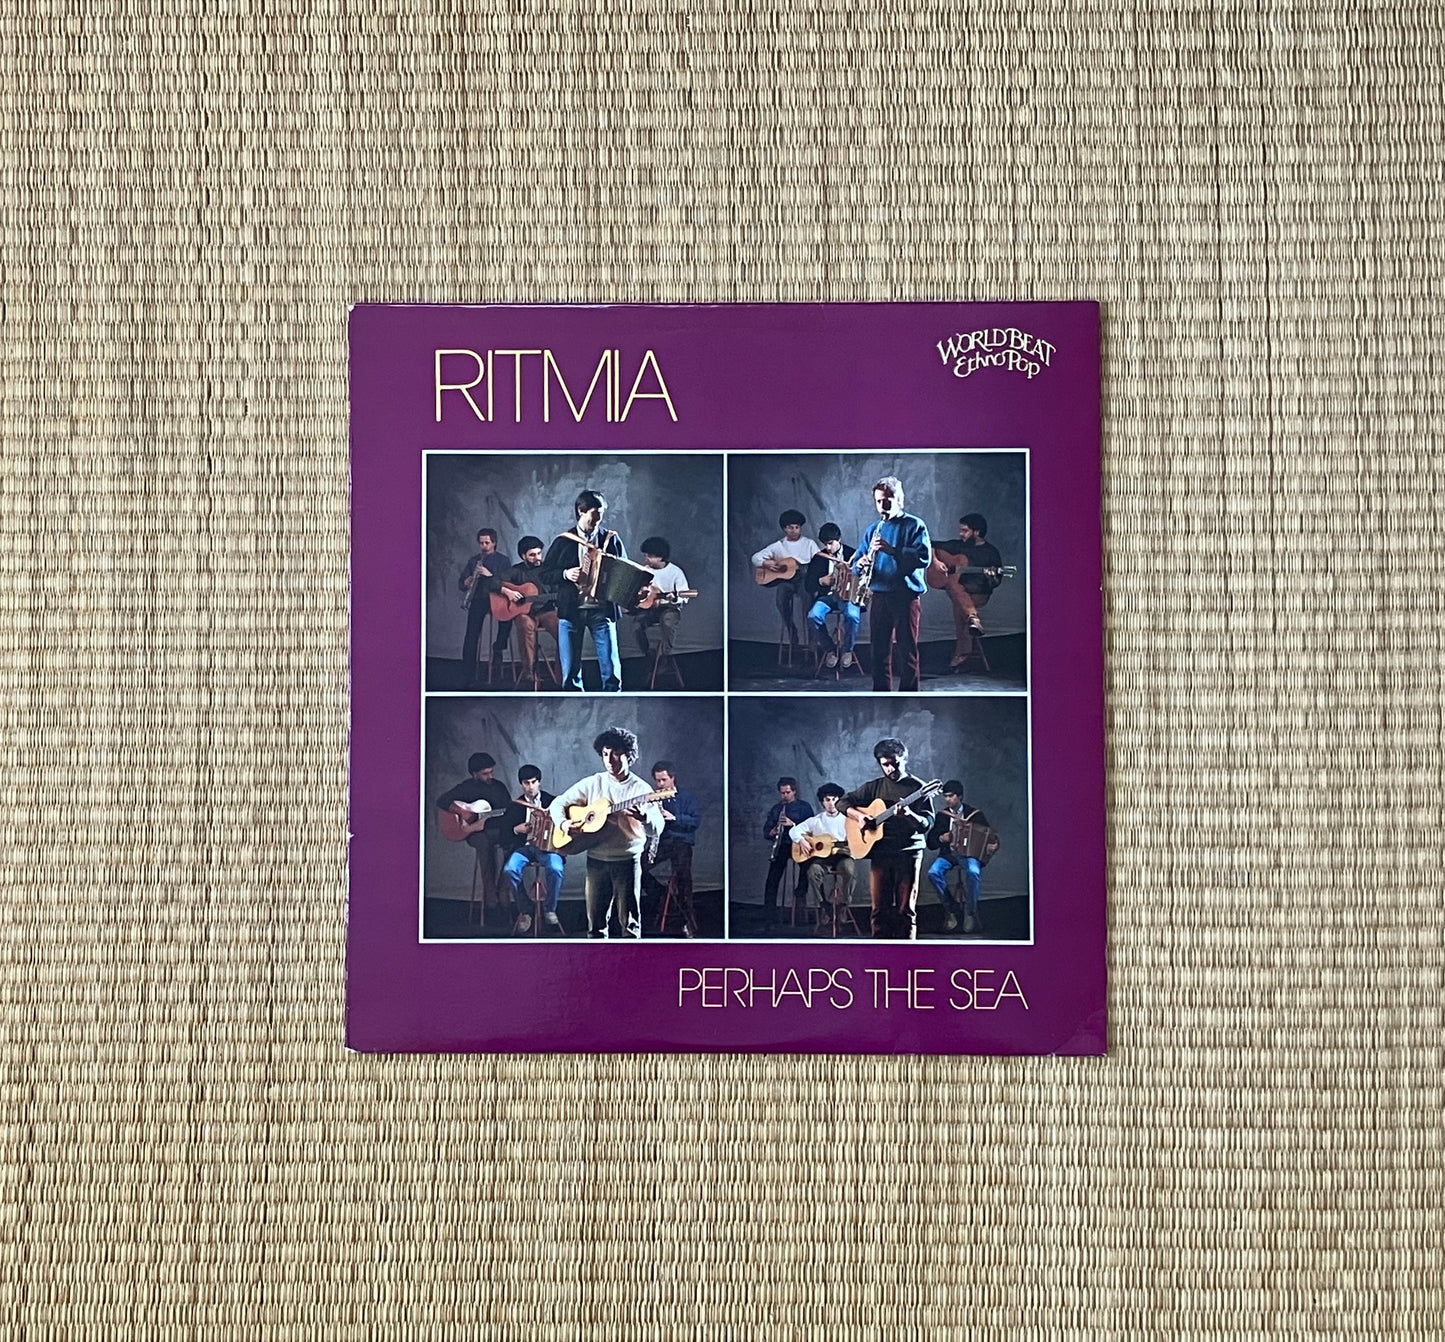 RITMIA
WORLD BEAT
Ethno Pop
PERHAPS THE SEA